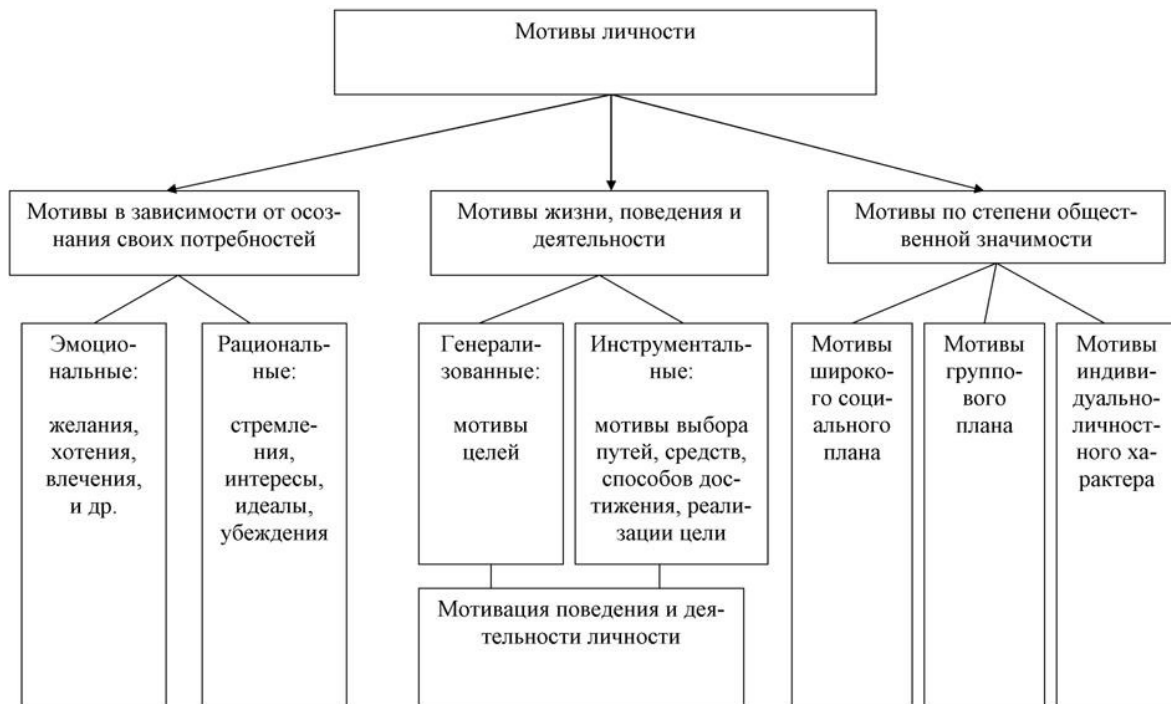 Мотивы личности
Мотивы в зависимости от осоз-
нания своих потребностей
Мотивы жизни, поведения и
деятельности
Мотивы по степени общест-
венной значимости
Эмоцио-
нальные:
желания,
хотения,
влечения,
и др.
Рациональ-
ные:
стремле-
ния,
интересы,
идеалы,
убеждения
Генерали-
зованные:
мотивы
целей
Инструменталь-
ные:
мотивы выбора
путей, средств,
способов дос-
тижения, реали-
зации цели
Мотивы
широко-
го соци-
ального
плана
Мотивы
группо-
вого
плана
Мотивы
индиви-
дуально-
личност-
ного ха-
рактера
Мотивация поведения и дея-
тельности личности